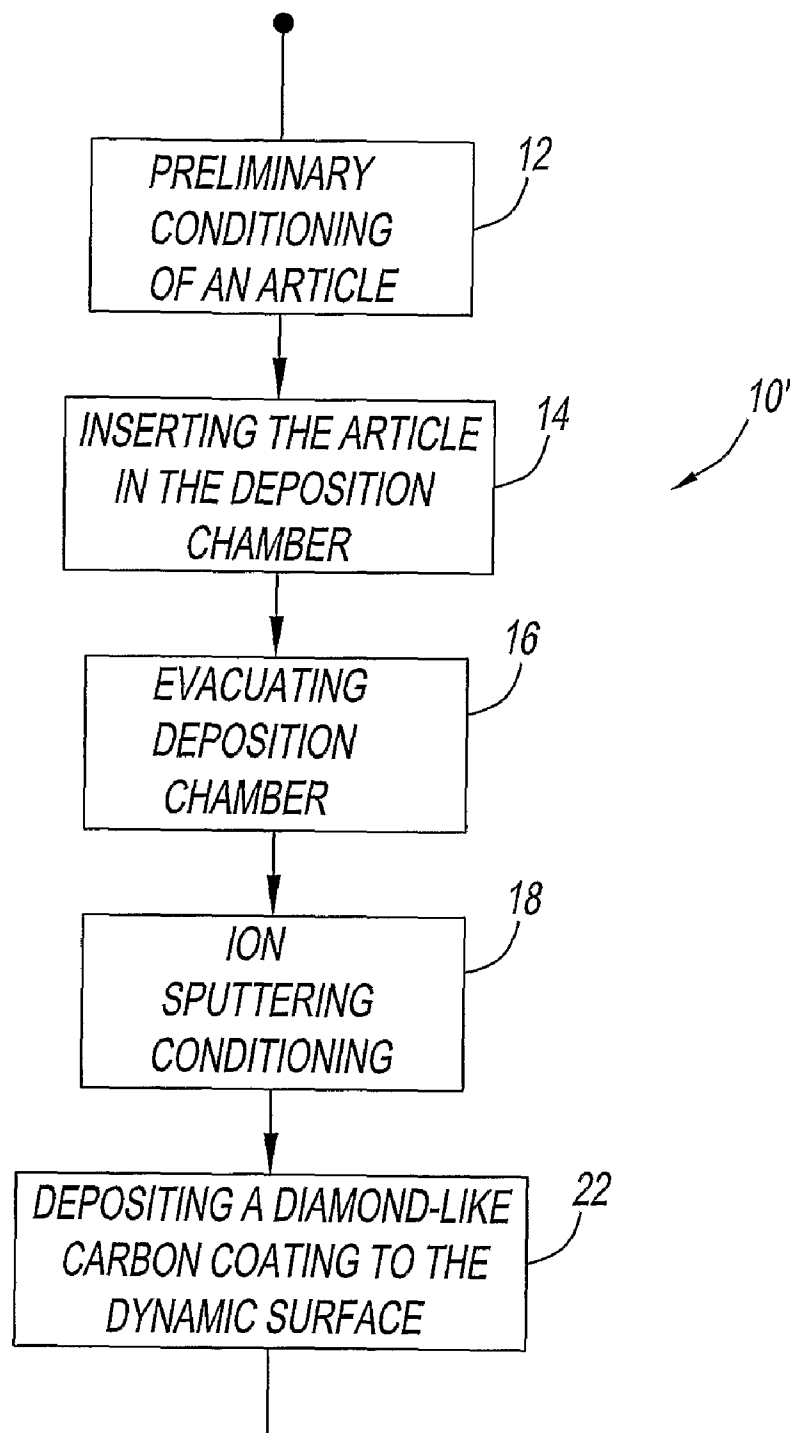 12
PRELIMINARY
CONDITIONING
OF AN ARTICLE
10'
14
INSERTING THE ARTICLE
IN THE DEPOSITION
CHAMBER
16
EVACUATING
DEPOSITION
CHAMBER
18
ION
SPUTTERING
CONDITIONING
22
DEPOSITING A DIAMOND-LIKE
CARBON COATING TO THE
DYNAMIC SURFACE